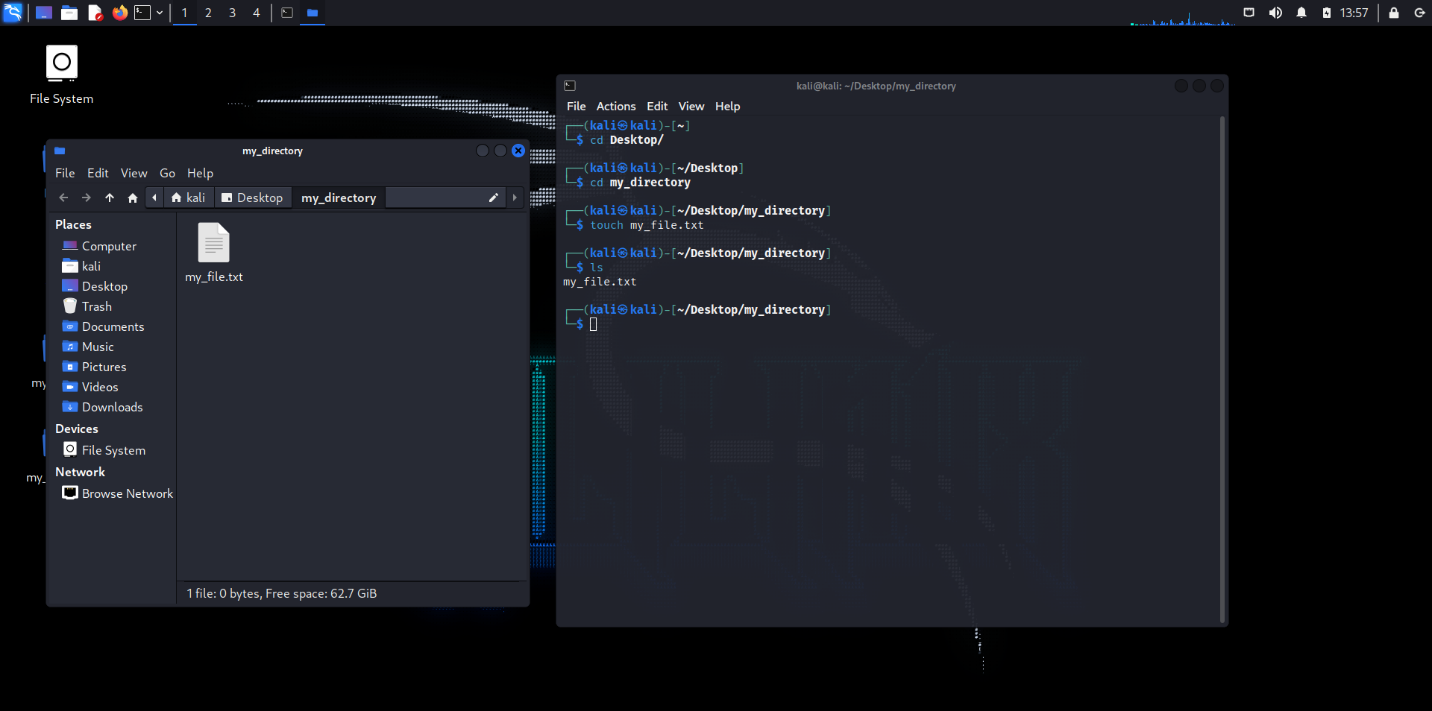 1 2 3 4 13:57
File System
my_directory
File Edit View Go Help
kali Desktop my_directory
Places
Computer
kali
Desktop
Trash
Documents
Music
Pictures
Videos
Downloads
Devices
File System
Network
Browse Network
my_file.txt
1 file: 0 bytes, Free space: 62.7 GiB
my
my_
kali@kali: ~/Desktop/my_directory
File Actions Edit View Help
┌──(kali㉿kali)-[~]
└─$ cd Desktop/
┌──(kali㉿kali)-[~/Desktop]
└─$ cd my_directory
┌──(kali㉿kali)-[~/Desktop/my_directory]
└─$ touch my_file.txt
┌──(kali㉿kali)-[~/Desktop/my_directory]
└─$ ls
my_file.txt
┌──(kali㉿kali)-[~/Desktop/my_directory]
└─$